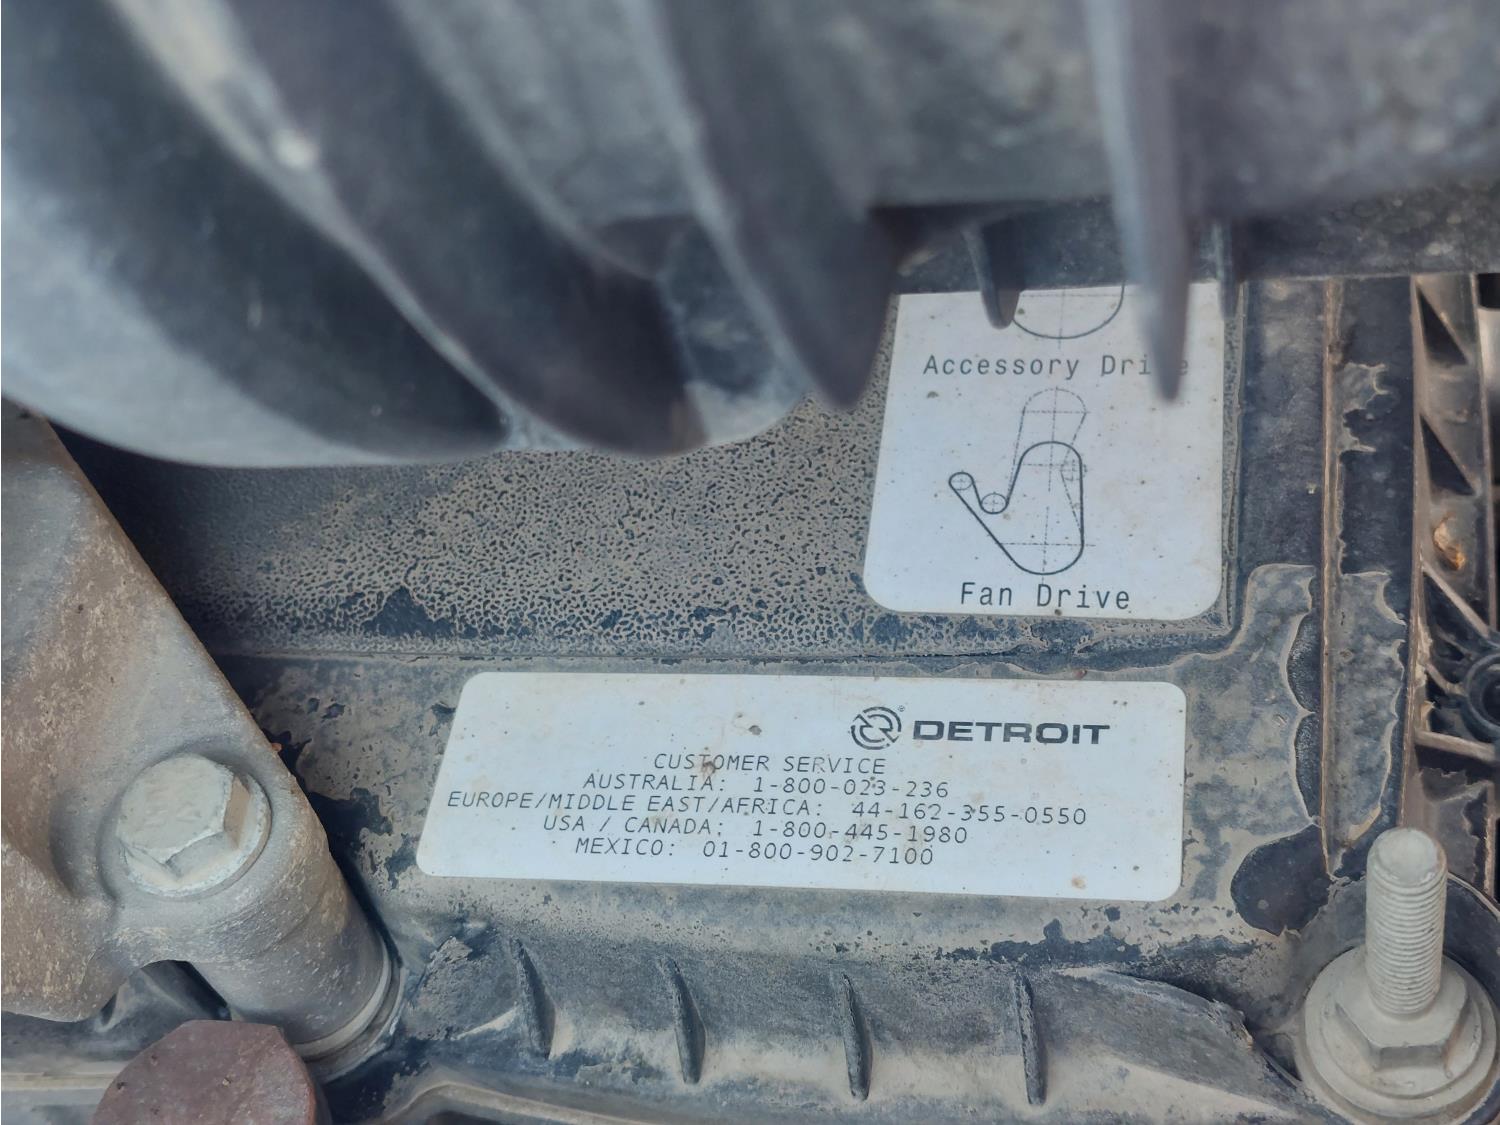 Accessory Drive
Fan Drive
DETROIT
CUSTOMER SERVICE
AUSTRALIA: 1-800-023-236
EUROPE/MIDDLE EAST/AFRICA: 44-162-355-0550
USA / CANADA: 1-800-445-1980
MEXICO: 01-800-902-7100